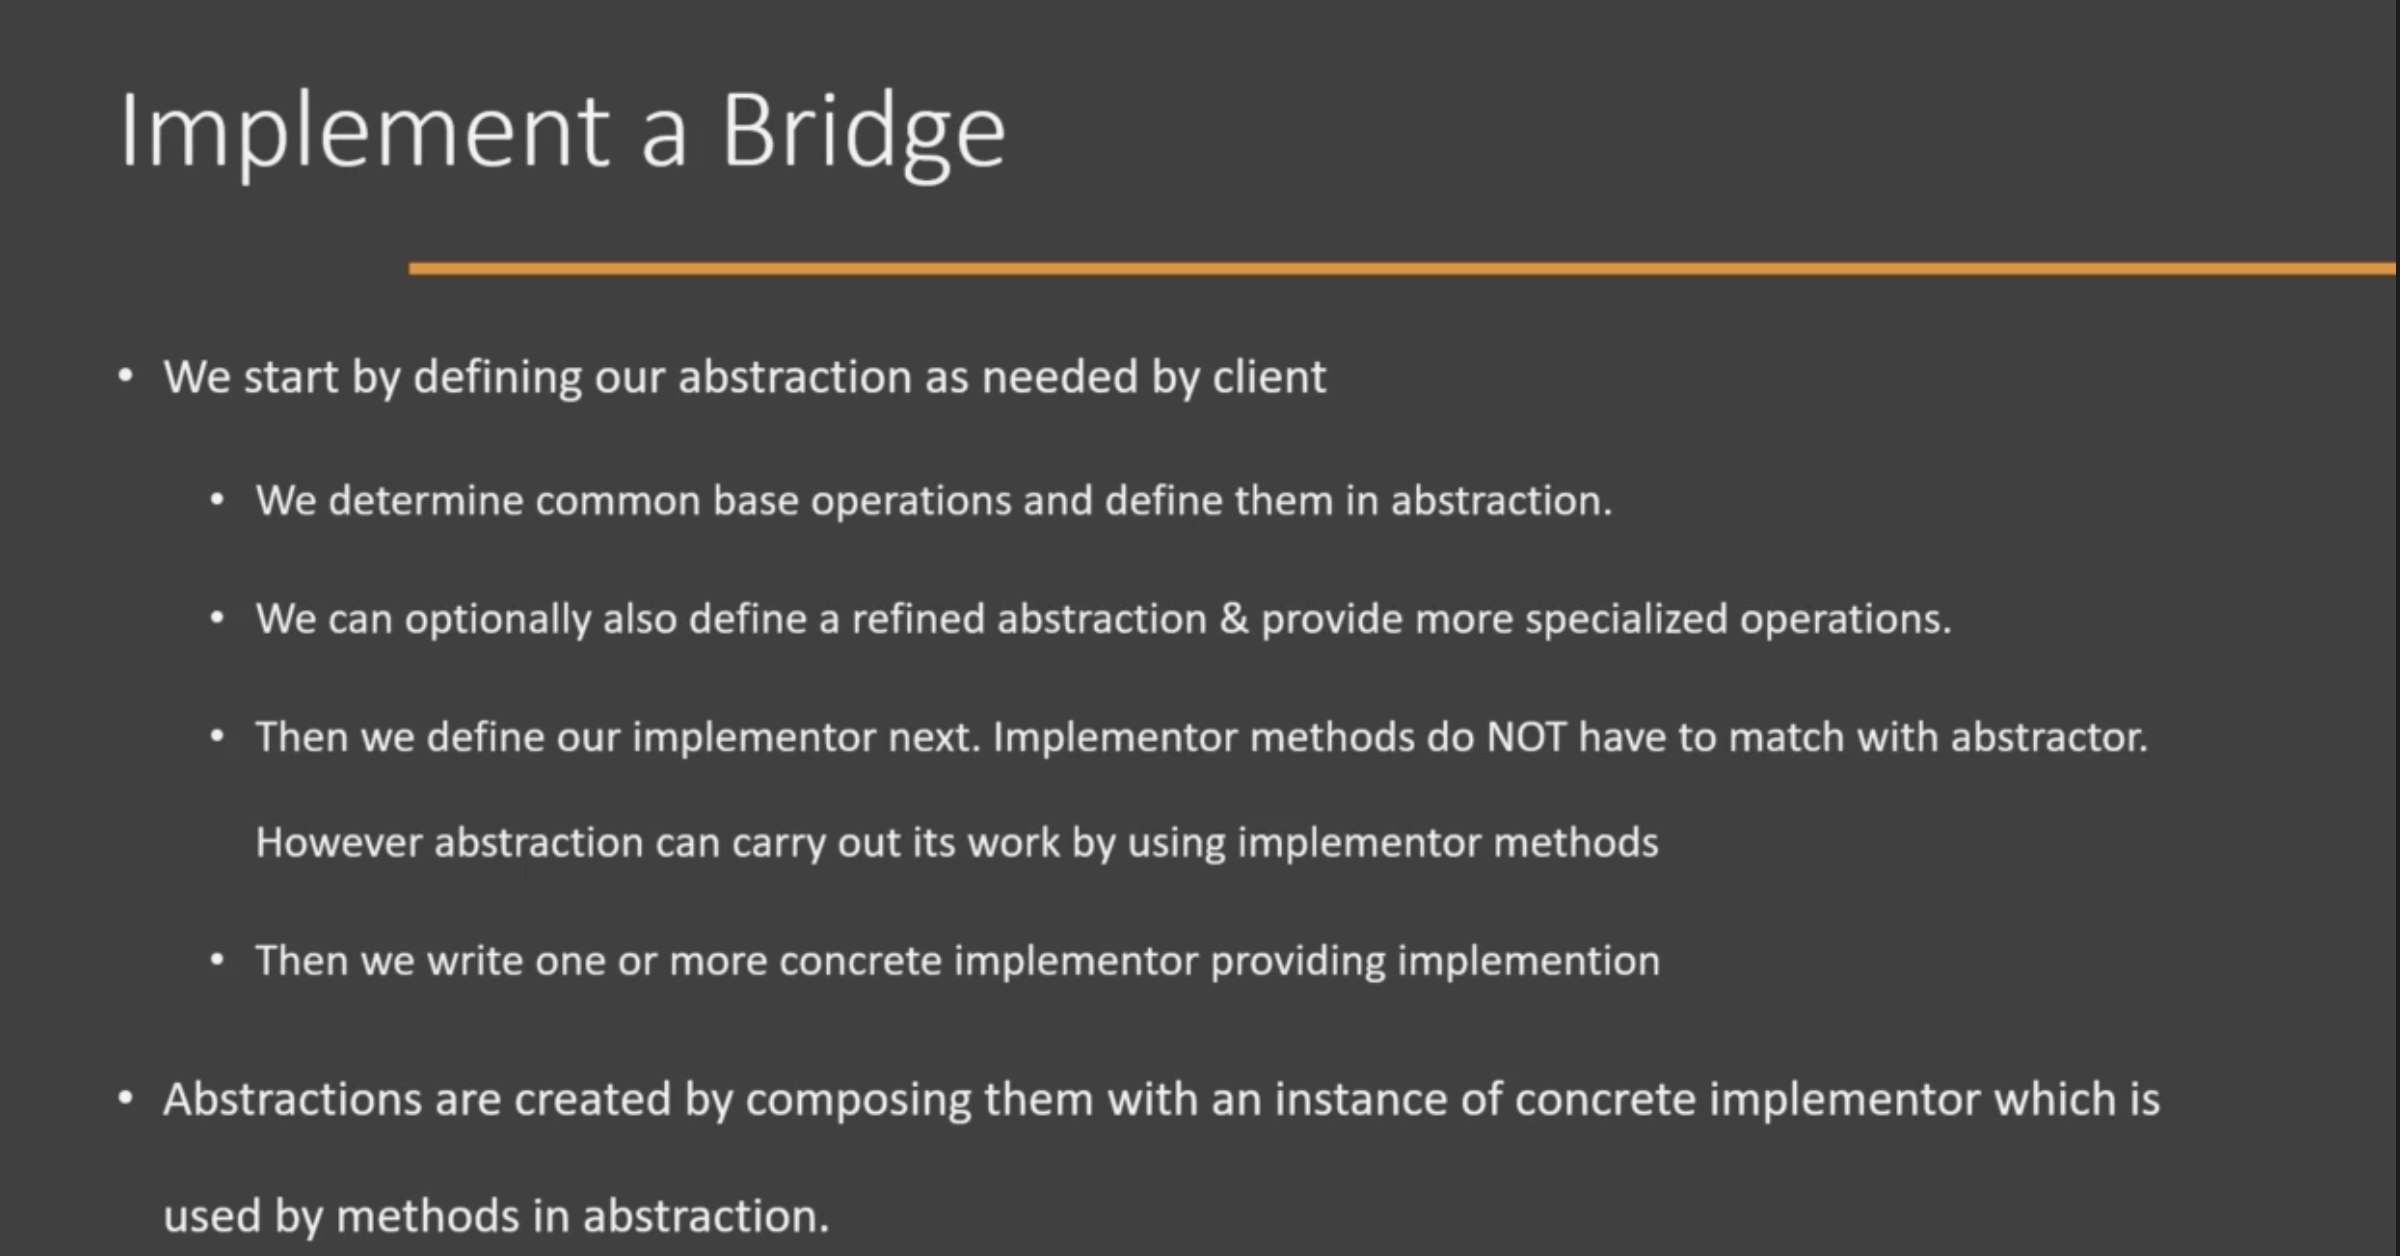 Implement a Bridge
• We start by defining our abstraction as needed by client
• We determine common base operations and define them in abstraction.
• We can optionally also define a refined abstraction & provide more specialized operations.
• Then we define our implementor next. Implementor methods do NOT have to match with abstractor.
However abstraction can carry out its work by using implementor methods
• Then we write one or more concrete implementor providing implemention
• Abstractions are created by composing them with an instance of concrete implementor which is
used by methods in abstraction.